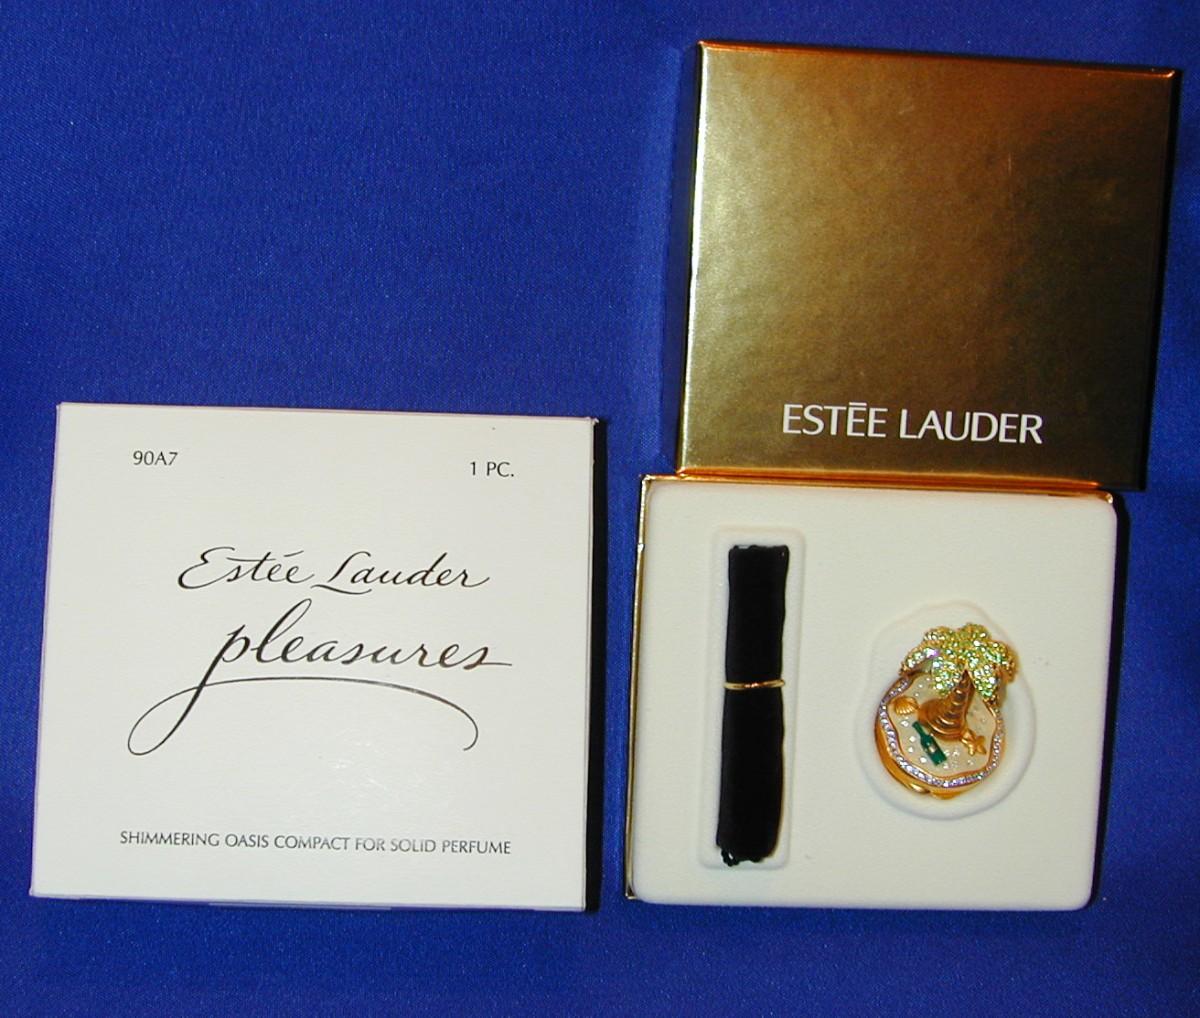 ESTĒE LAUDER
90A7
1 PC.
Estée Lauder
pleasures
SHIMMERING OASIS COMPACT FOR SOLID PERFUME